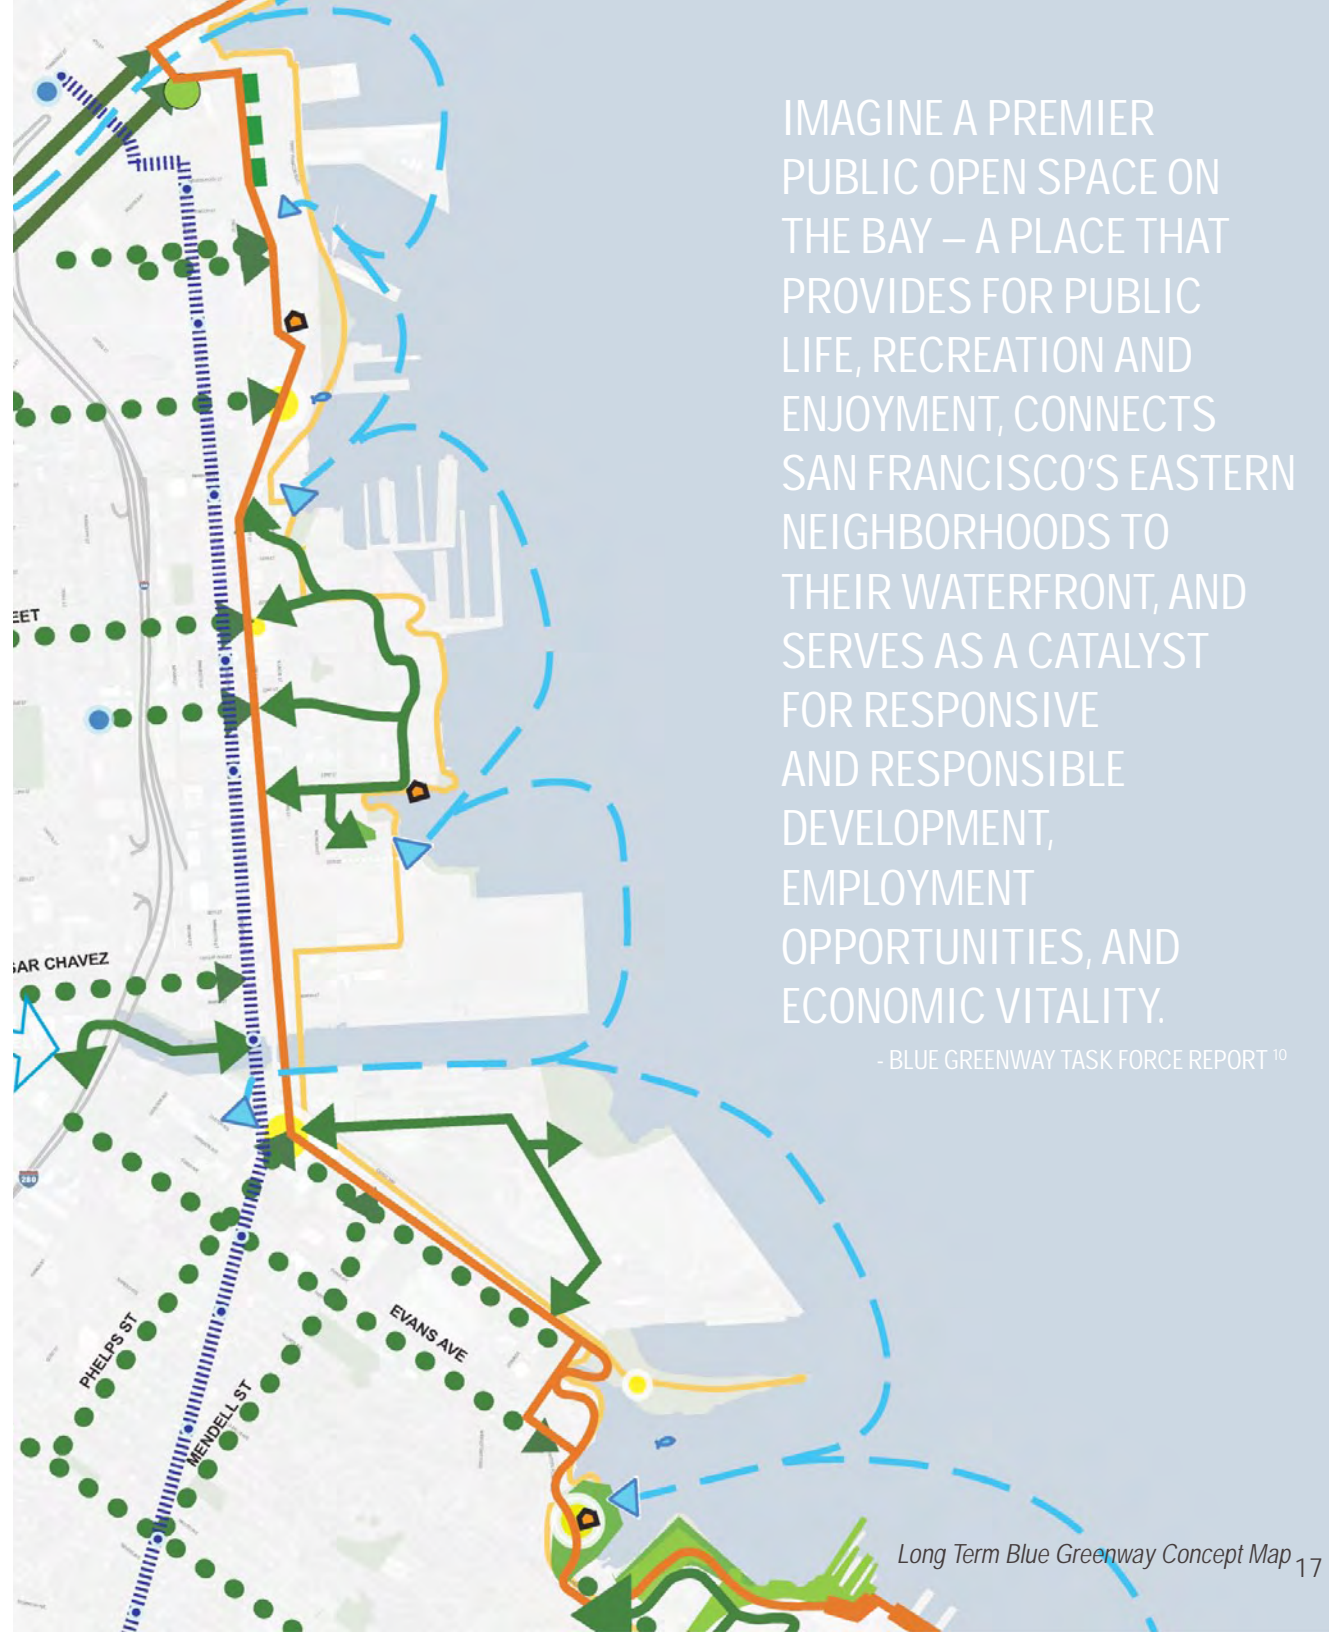 IMAGINE A PREMIER
PUBLIC OPEN SPACE ON
THE BAY – A PLACE THAT
PROVIDES FOR PUBLIC
LIFE, RECREATION AND
ENJOYMENT, CONNECTS
SAN FRANCISCO'S EASTERN
NEIGHBORHOODS TO
THEIR WATERFRONT, AND
SERVES AS A CATALYST
FOR RESPONSIVE
AND RESPONSIBLE
DEVELOPMENT,
EMPLOYMENT
OPPORTUNITIES, AND
ECONOMIC VITALITY.
- BLUE GREENWAY TASK FORCE REPORT 10
EET
SAR CHAVEZ
280
PHELPS ST
MENDELL ST
EVANS AVE
Long Term Blue Greenway Concept Map 17